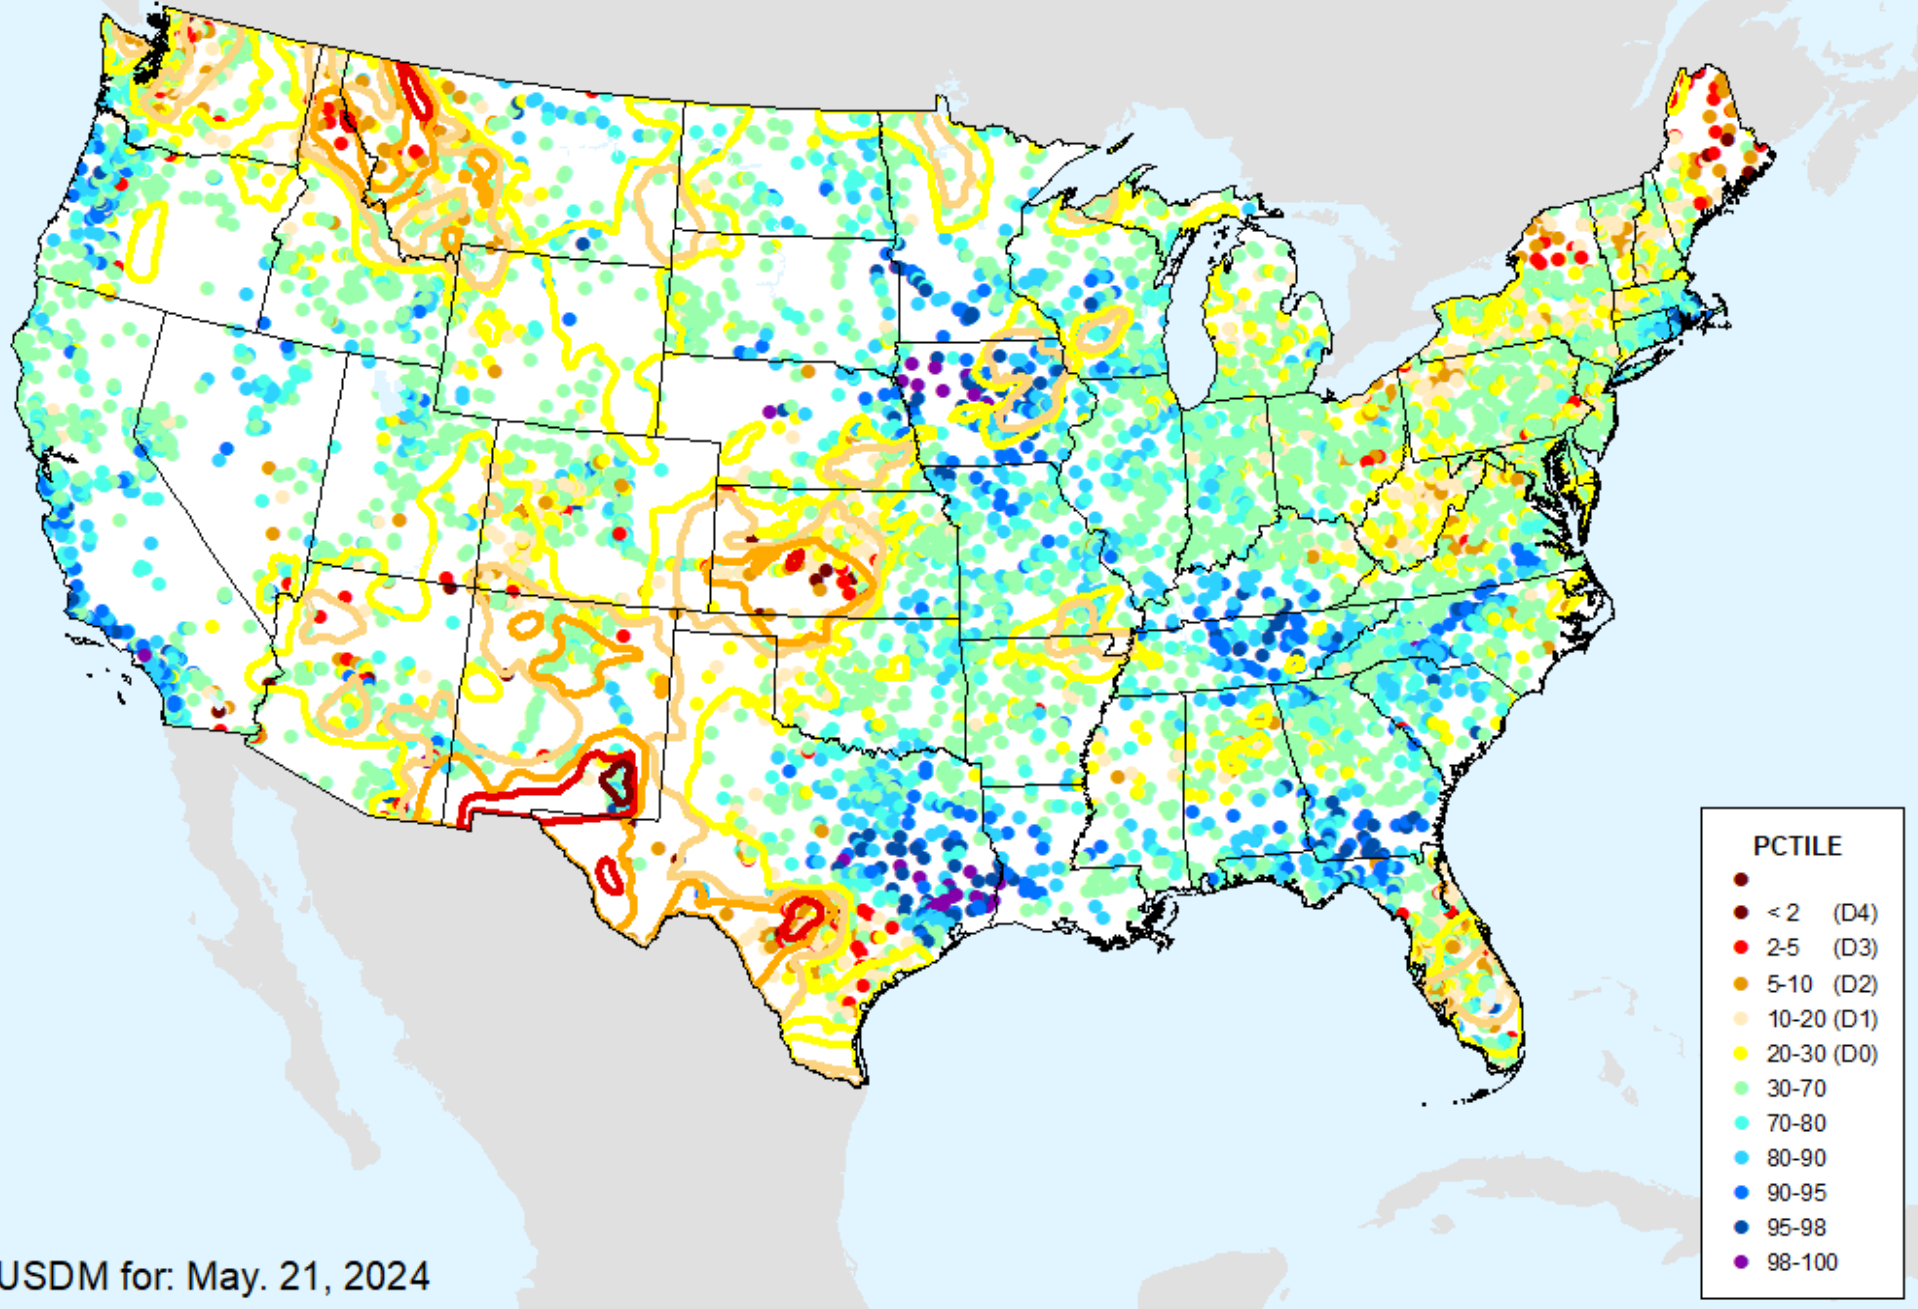 PCTILE
< 2 (D4)
2-5 (D3)
5-10 (D2)
10-20 (D1)
20-30 (D0)
30-70
70-80
80-90
90-95
95-98
98-100
USDM for: May. 21, 2024